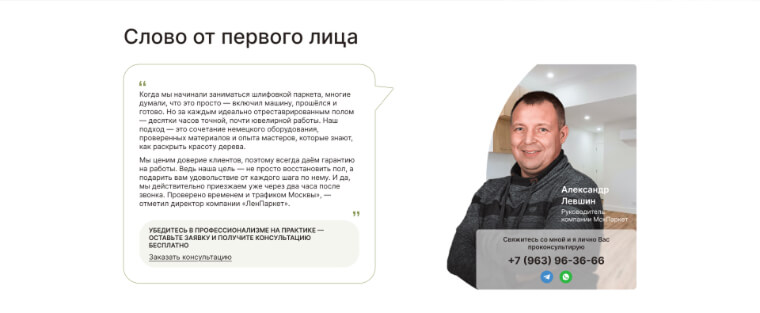 Слово от первого лица
“
Когда мы начинали заниматься шлифовкой паркета, многие
думали, что это просто — включил машину, прошёлся и
готово. Но за каждым идеально отреставрированным полом
— десятки часов точной, почти ювелирной работы. Наш
подход — это сочетание немецкого оборудования,
проверенных материалов и опыта мастеров, которые знают,
как раскрыть красоту дерева.
Мы ценим доверие клиентов, поэтому всегда даём гарантию
на работы. Ведь наша цель — не просто восстановить пол, а
подарить вам удовольствие от каждого шага по нему. И да,
мы действительно приезжаем уже через два часа после
звонка. Проверено временем и трафиком Москвы», —
отметил директор компании «ЛенПаркет».
”
УБЕДИТЕСЬ В ПРОФЕССИОНАЛИЗМЕ НА ПРАКТИКЕ —
ОСТАВЬТЕ ЗАЯВКУ И ПОЛУЧИТЕ КОНСУЛЬТАЦИЮ
БЕСПЛАТНО
Заказать консультацию
Александр
Левшин
Руководитель
компании МосПаркет
Свяжитесь со мной и я лично Вас
проконсультирую
+7 (963) 96-36-66